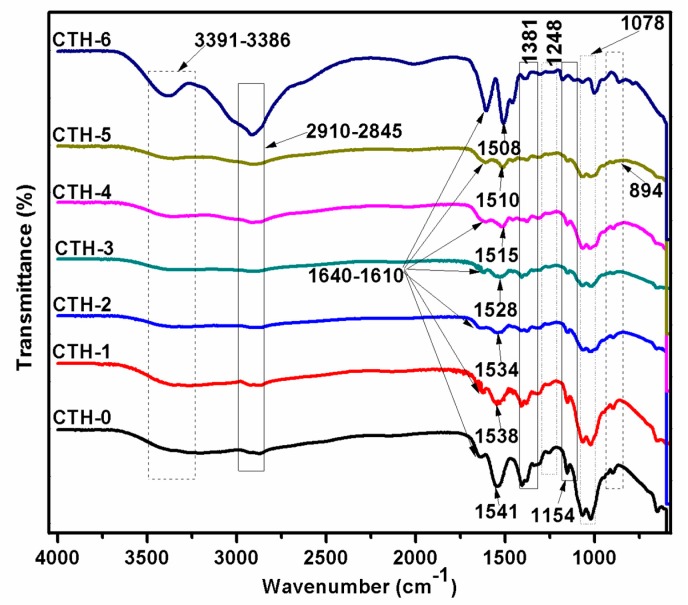 1381
1248
1078
CTH-6
3391-3386
2910-2845
1508
CTH-5
1510
894
CTH-4
1515
CTH-3
1640-1610
1528
CTH-2
1534
CTH-1
1538
CTH-0
1541
1154
Transmittance (%)
4000 3500 3000 2500 2000 1500 1000
Wavenumber (cm⁻¹)